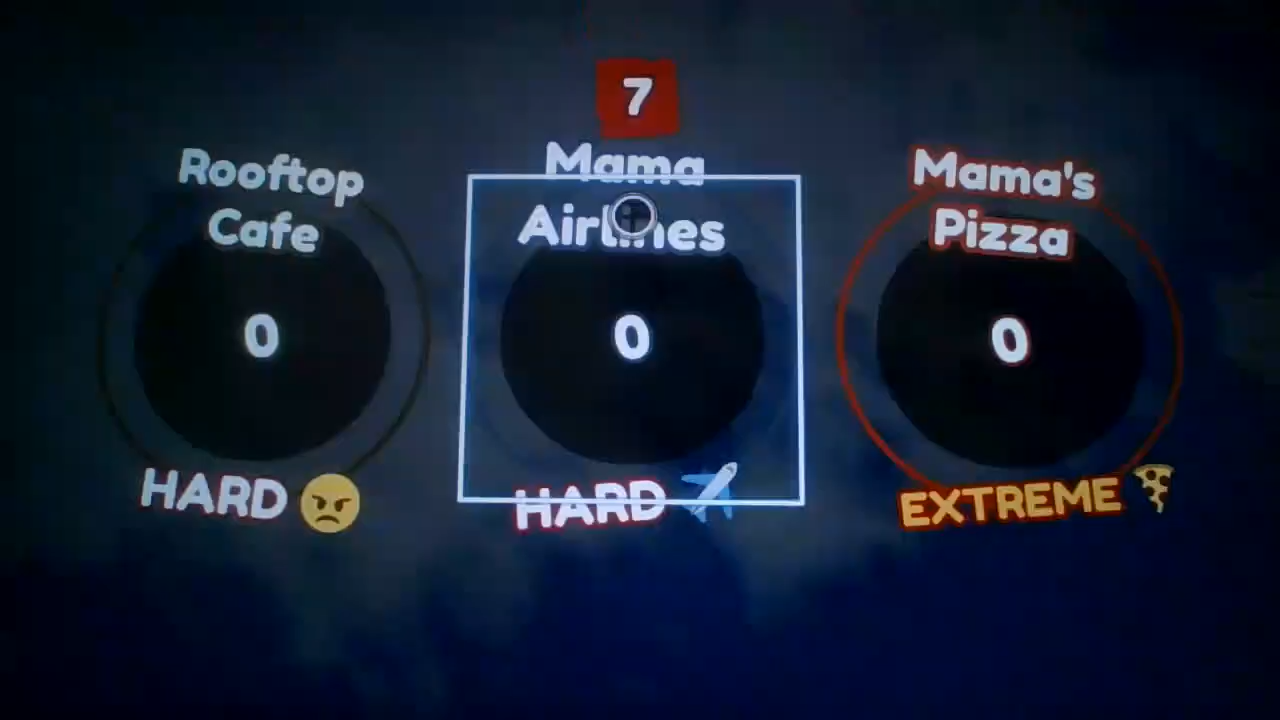 7
Rooftop
Cafe
0
HARD 😠
Mama
Airlines
0
HARD ✈
Mama's
Pizza
0
EXTREME 🍕